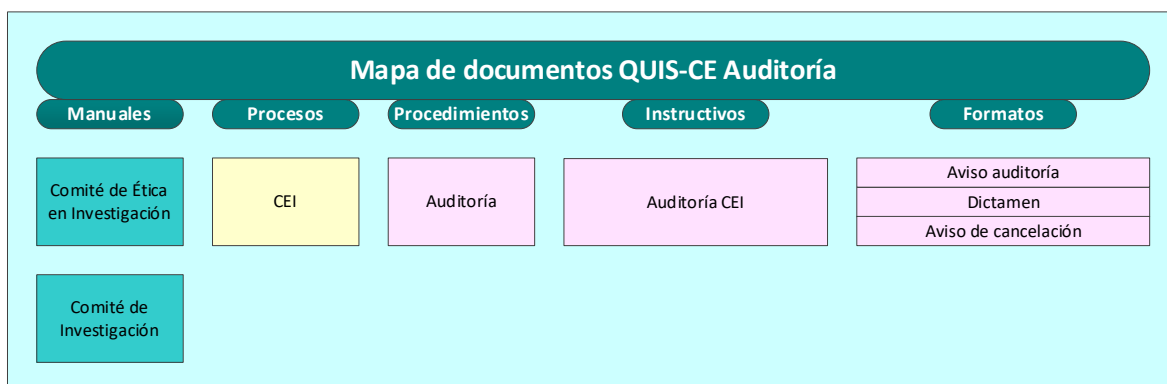 Mapa de documentos QUIS-CE Auditoría
Manuales
Procesos
Procedimientos
Instructivos
Formatos
Comité de Ética
en Investigación
CEI
Auditoría
Auditoría CEI
Aviso auditoría
Dictamen
Aviso de cancelación
Comité de
Investigación